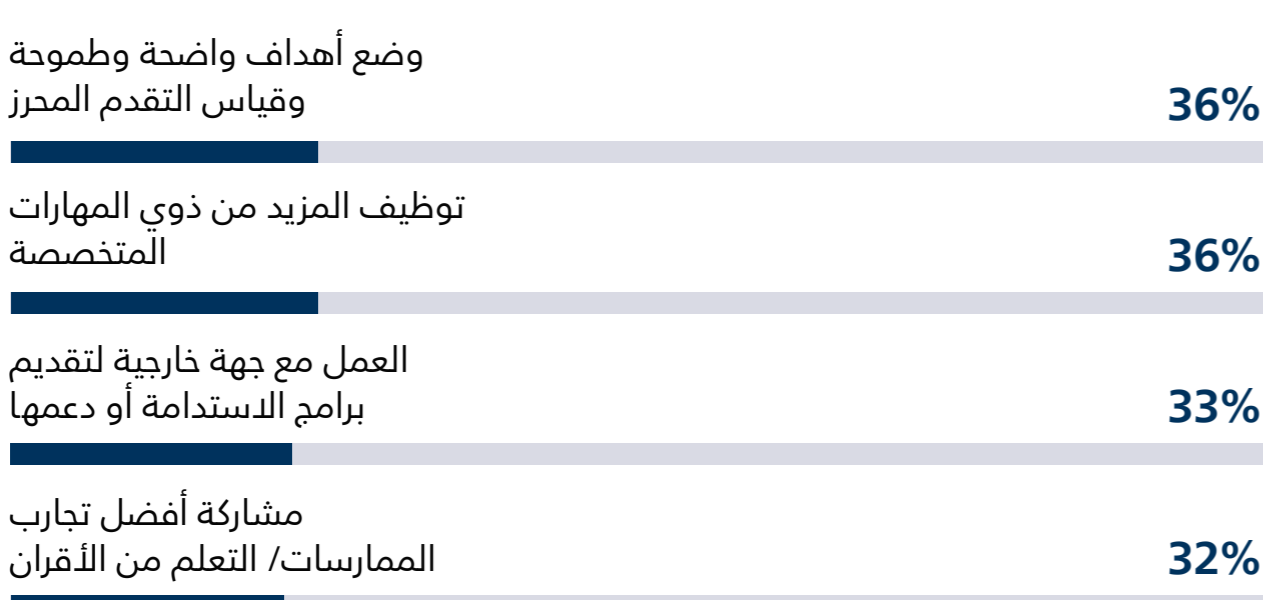 وضع أهداف واضحة وطموحة
وقياس التقدم المحرز
36%
توظيف المزيد من ذوي المهارات
المتخصصة
36%
العمل مع جهة خارجية لتقديم
برامج الاستدامة أو دعمها
33%
مشاركة أفضل تجارب
الممارسات/ التعلم من الأقران
32%